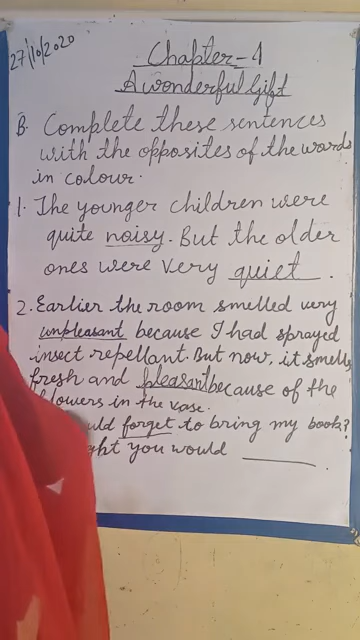 27/10/2020
Chapter-1
A wonderful Gift
B. Complete these sentences
with the opposites of the words
in colour.
1. The younger children were
quite noisy. But the older
ones were very quiet.
2. Earlier the room smelled very
unpleasant because I had sprayed
insect repellant. But now, it smells
fresh and pleasant because of the
flowers in the vase.
forget to bring my book?
you would ______